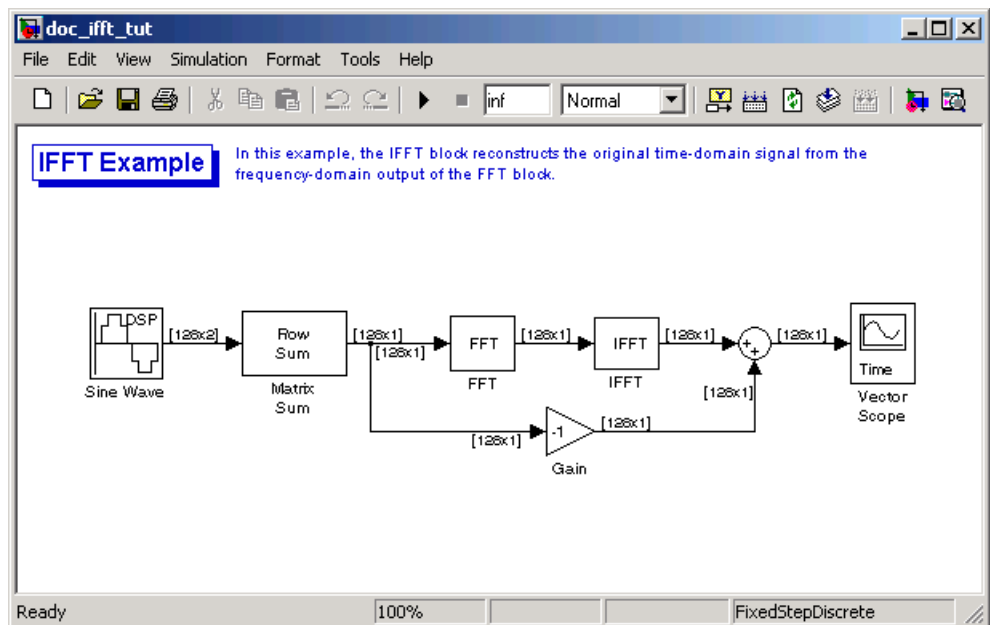 doc_ifft_tut
File Edit View Simulation Format Tools Help
inf Normal
IFFT Example
In this example, the IFFT block reconstructs the original time-domain signal from the
frequency-domain output of the FFT block.
DSP
Sine Wave
[128x2]
Row
Sum
Matrix
Sum
[128x1]
[128x1]
FFT
FFT
[128x1]
IFFT
IFFT
[128x1]
+
+
[128x1]
Time
Vector
Scope
[128x1]
[128x1]
-1
Gain
[128x1]
Ready 100% FixedStepDiscrete